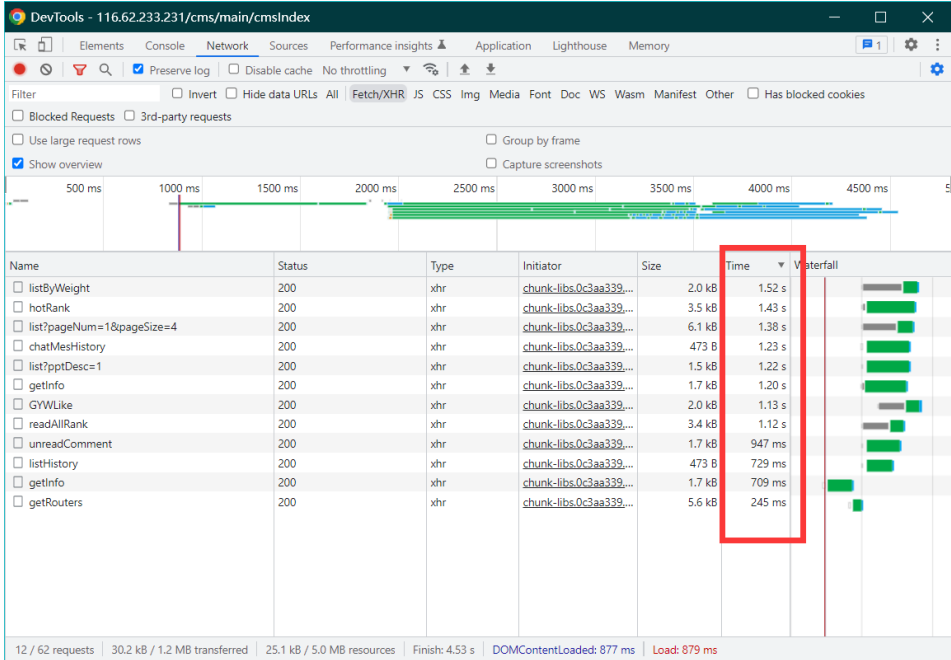 DevTools - 116.62.233.231/cms/main/cmsIndex
Elements Console Network Sources Performance insights Application Lighthouse Memory 1
Preserve log Disable cache No throttling
Filter Invert Hide data URLs All Fetch/XHR JS CSS Img Media Font Doc WS Wasm Manifest Other Has blocked cookies
Blocked Requests 3rd-party requests
Use large request rows Group by frame
Show overview Capture screenshots
500 ms 1000 ms 1500 ms 2000 ms 2500 ms 3000 ms 3500 ms 4000 ms 4500 ms 5
Name Status Type Initiator Size Time Waterfall
listByWeight 200 xhr chunk-libs.0c3aa339.... 2.0 kB 1.52 s
hotRank 200 xhr chunk-libs.0c3aa339.... 3.5 kB 1.43 s
list?pageNum=1&pageSize=4 200 xhr chunk-libs.0c3aa339.... 6.1 kB 1.38 s
chatMesHistory 200 xhr chunk-libs.0c3aa339.... 473 B 1.23 s
list?pptDesc=1 200 xhr chunk-libs.0c3aa339.... 1.5 kB 1.22 s
getInfo 200 xhr chunk-libs.0c3aa339.... 1.7 kB 1.20 s
GYWLike 200 xhr chunk-libs.0c3aa339.... 2.0 kB 1.13 s
readAllRank 200 xhr chunk-libs.0c3aa339.... 3.4 kB 1.12 s
unreadComment 200 xhr chunk-libs.0c3aa339.... 1.7 kB 947 ms
listHistory 200 xhr chunk-libs.0c3aa339.... 473 B 729 ms
getInfo 200 xhr chunk-libs.0c3aa339.... 1.7 kB 709 ms
getRouters 200 xhr chunk-libs.0c3aa339.... 5.6 kB 245 ms
12 / 62 requests 30.2 kB / 1.2 MB transferred 25.1 kB / 5.0 MB resources Finish: 4.53 s DOMContentLoaded: 877 ms Load: 879 ms